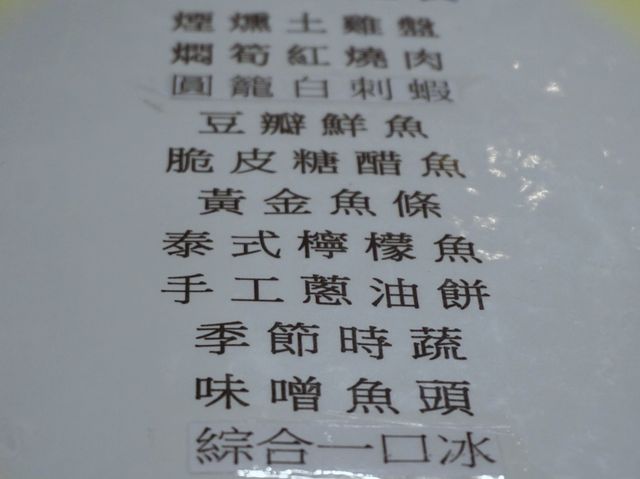 煙燻土雞盤
燜筍紅燒肉
圓籠白刺蝦
豆瓣鮮魚
脆皮糖醋魚
黃金魚條
泰式檸檬魚
手工蔥油餅
季節時蔬
味噌魚頭
綜合一口冰